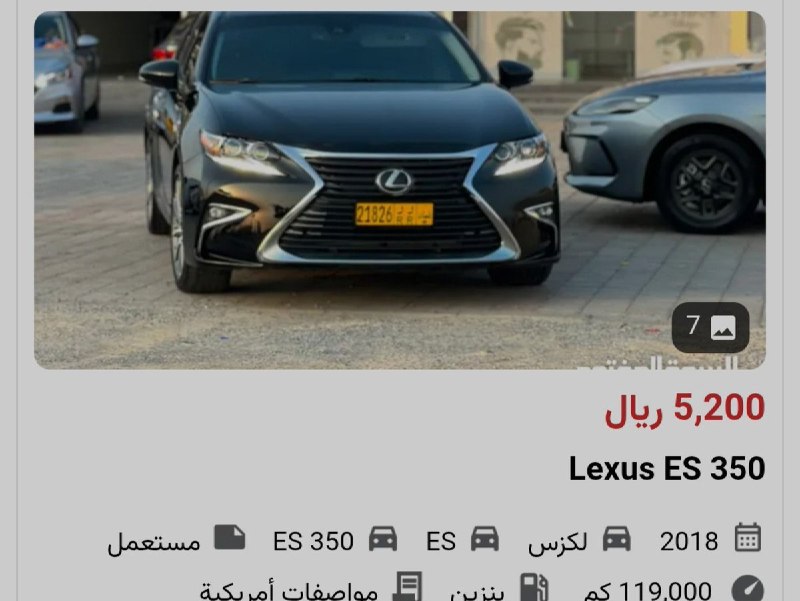 21826
7
5,200 ريال
Lexus ES 350
2018 لكزس ES ES 350 مستعمل
119,000 كم بنزين مواصفات أمريكية